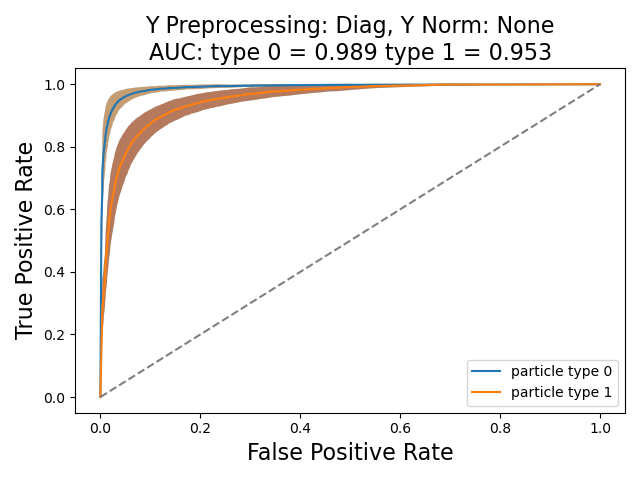 Y Preprocessing: Diag, Y Norm: None
AUC: type 0 = 0.989 type 1 = 0.953
1.0
0.8
0.6
0.4
0.2
0.0
True Positive Rate
particle type 0
particle type 1
0.0 0.2 0.4 0.6 0.8 1.0
False Positive Rate